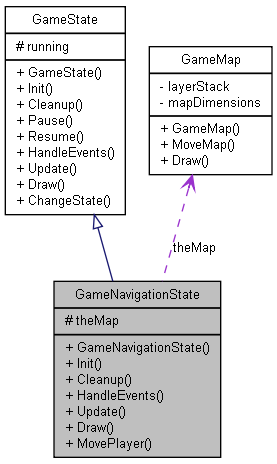 GameState
# running
+ GameState()
+ Init()
+ Cleanup()
+ Pause()
+ Resume()
+ HandleEvents()
+ Update()
+ Draw()
+ ChangeState()
GameMap
- layerStack
- mapDimensions
+ GameMap()
+ MoveMap()
+ Draw()
theMap
GameNavigationState
# theMap
+ GameNavigationState()
+ Init()
+ Cleanup()
+ HandleEvents()
+ Update()
+ Draw()
+ MovePlayer()